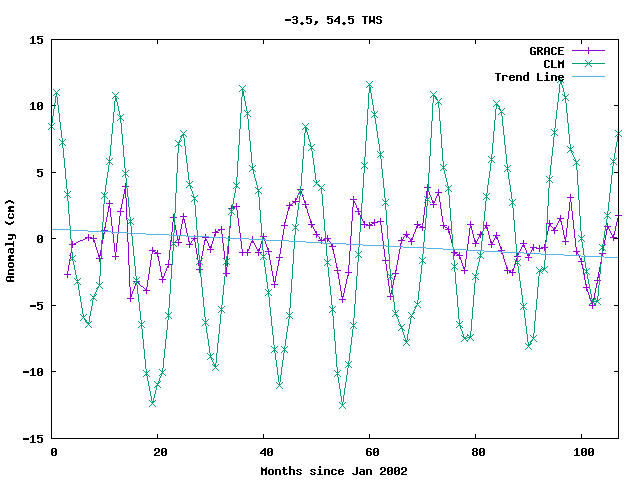 -3.5, 54.5 TWS
GRACE
CLM
Trend Line
15
10
5
0
-5
-10
-15
Anomaly (cm)
0 20 40 60 80 100
Months since Jan 2002